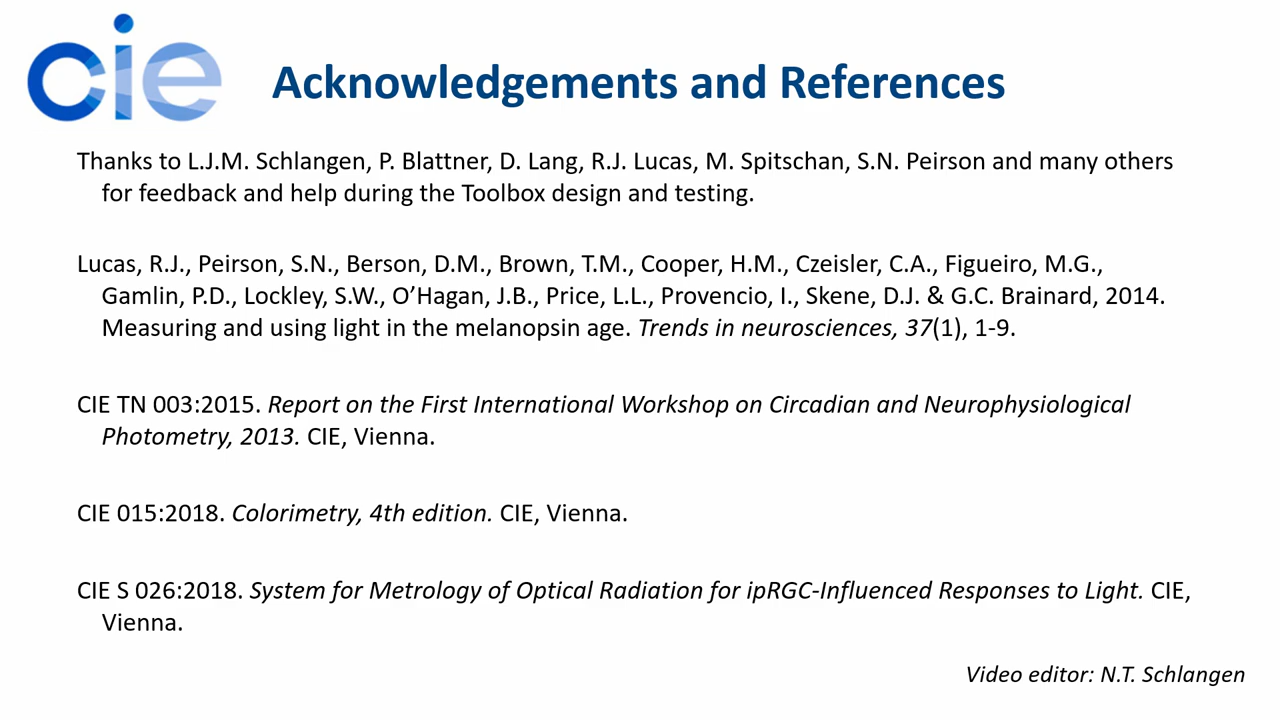 cie
Acknowledgements and References
Thanks to L.J.M. Schlangen, P. Blattner, D. Lang, R.J. Lucas, M. Spitschan, S.N. Peirson and many others
for feedback and help during the Toolbox design and testing.
Lucas, R.J., Peirson, S.N., Berson, D.M., Brown, T.M., Cooper, H.M., Czeisler, C.A., Figueiro, M.G.,
Gamlin, P.D., Lockley, S.W., O’Hagan, J.B., Price, L.L., Provencio, I., Skene, D.J. & G.C. Brainard, 2014.
Measuring and using light in the melanopsin age. Trends in neurosciences, 37(1), 1-9.
CIE TN 003:2015. Report on the First International Workshop on Circadian and Neurophysiological
Photometry, 2013. CIE, Vienna.
CIE 015:2018. Colorimetry, 4th edition. CIE, Vienna.
CIE S 026:2018. System for Metrology of Optical Radiation for ipRGC-Influenced Responses to Light. CIE,
Vienna.
Video editor: N.T. Schlangen